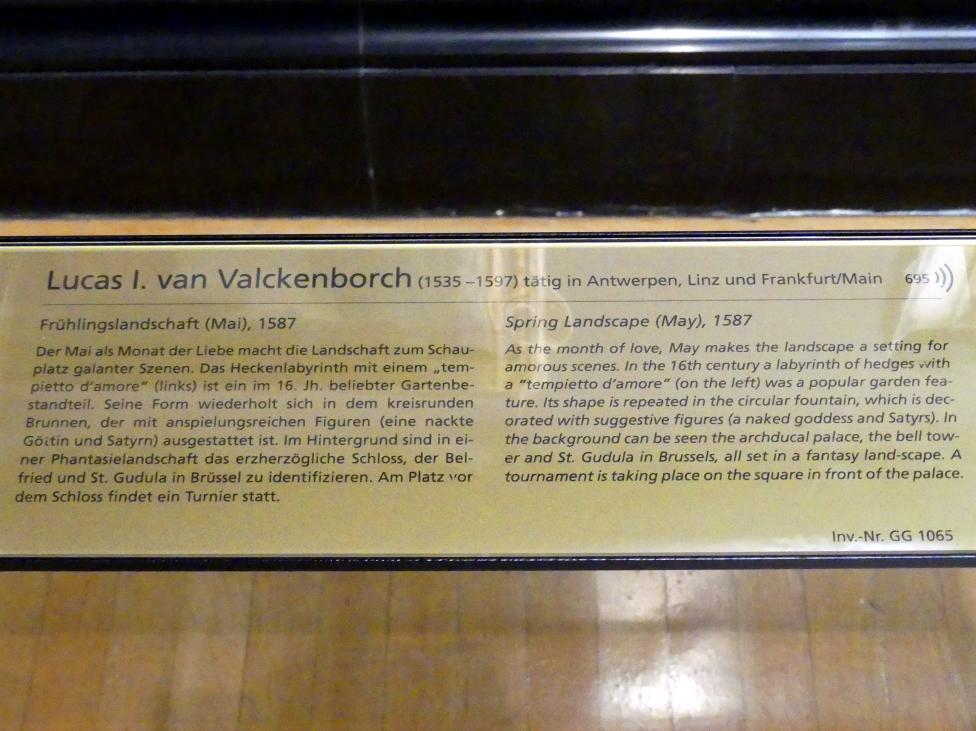 Lucas I. van Valckenborch (1535 – 1597) tätig in Antwerpen, Linz und Frankfurt/Main 695
Frühlingslandschaft (Mai), 1587
Der Mai als Monat der Liebe macht die Landschaft zum Schau-
platz galanter Szenen. Das Heckenlabyrinth mit einem „tem-
pietto d'amore“ (links) ist ein im 16. Jh. beliebter Gartenbe-
standteil. Seine Form wiederholt sich in dem kreisrunden
Brunnen, der mit anspielungsreichen Figuren (eine nackte
Göttin und Satyrn) ausgestattet ist. Im Hintergrund sind in ei-
ner Phantasielandschaft das erzherzögliche Schloss, der Bel-
fried und St. Gudula in Brüssel zu identifizieren. Am Platz vor
dem Schloss findet ein Turnier statt.
Spring Landscape (May), 1587
As the month of love, May makes the landscape a setting for
amorous scenes. In the 16th century a labyrinth of hedges with
a “tempietto d'amore” (on the left) was a popular garden fea-
ture. Its shape is repeated in the circular fountain, which is dec-
orated with suggestive figures (a naked goddess and Satyrs). In
the background can be seen the archducal palace, the bell tow-
er and St. Gudula in Brussels, all set in a fantasy land-scape. A
tournament is taking place on the square in front of the palace.
Inv.-Nr. GG 1065